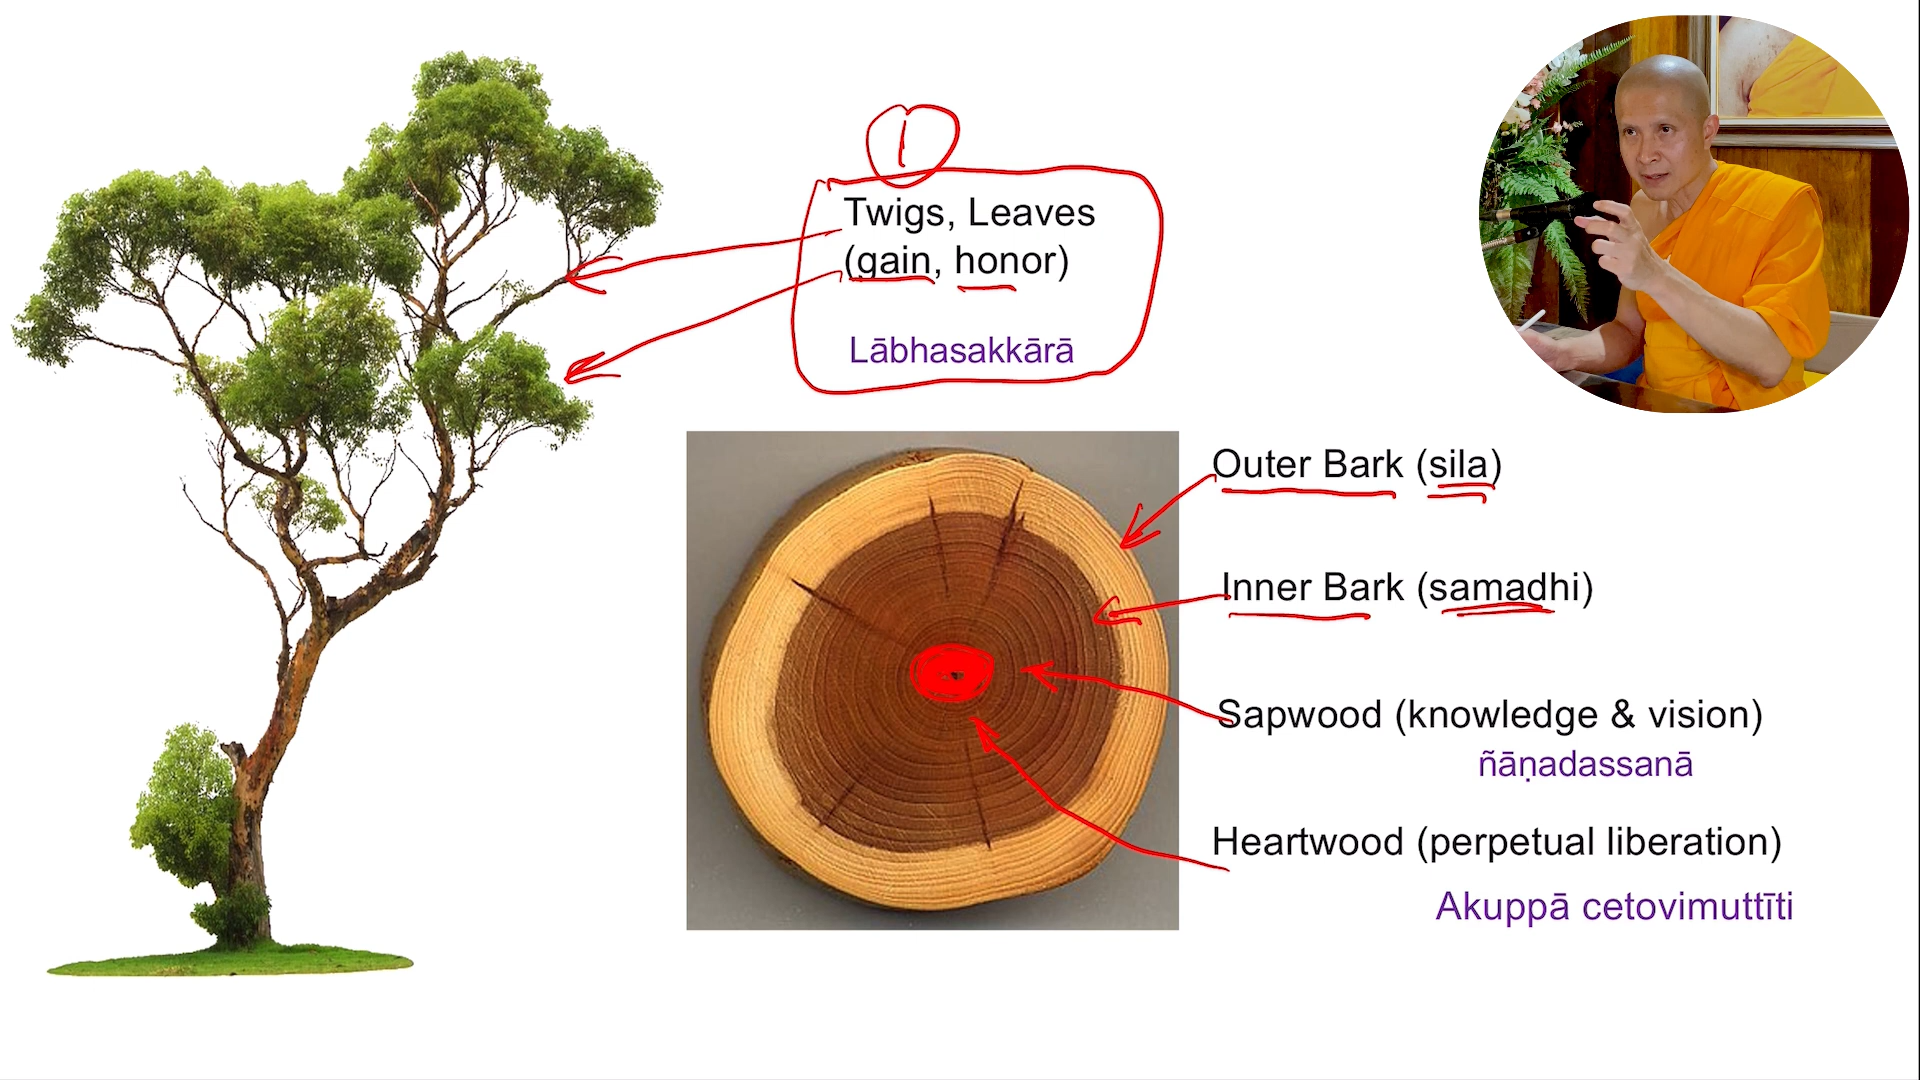 1
Twigs, Leaves
(gain, honor)
Lābhasakkārā
Outer Bark (sila)
Inner Bark (samadhi)
Sapwood (knowledge & vision)
ñāṇadassanā
Heartwood (perpetual liberation)
Akuppā cetovimuttīti